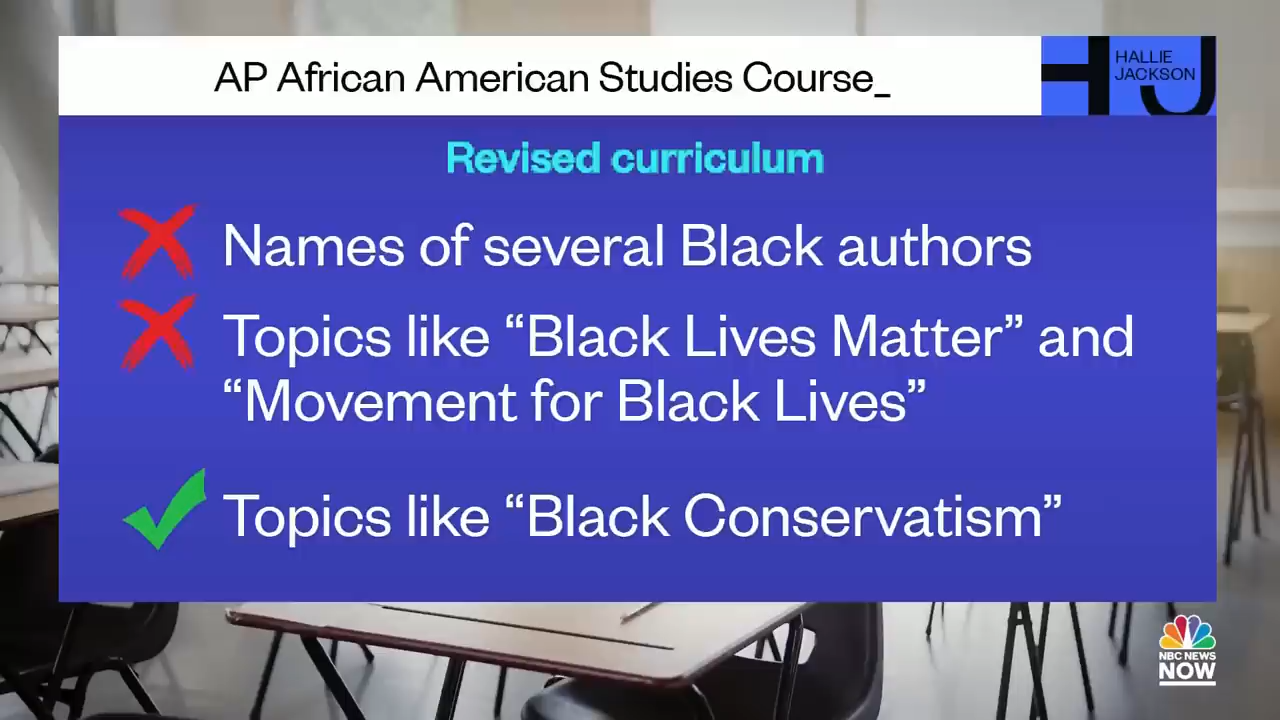 AP African American Studies Course_
HALLIE
JACKSON
HJ
Revised curriculum
Names of several Black authors
Topics like “Black Lives Matter” and
“Movement for Black Lives”
Topics like “Black Conservatism”
NBC NEWS
NOW